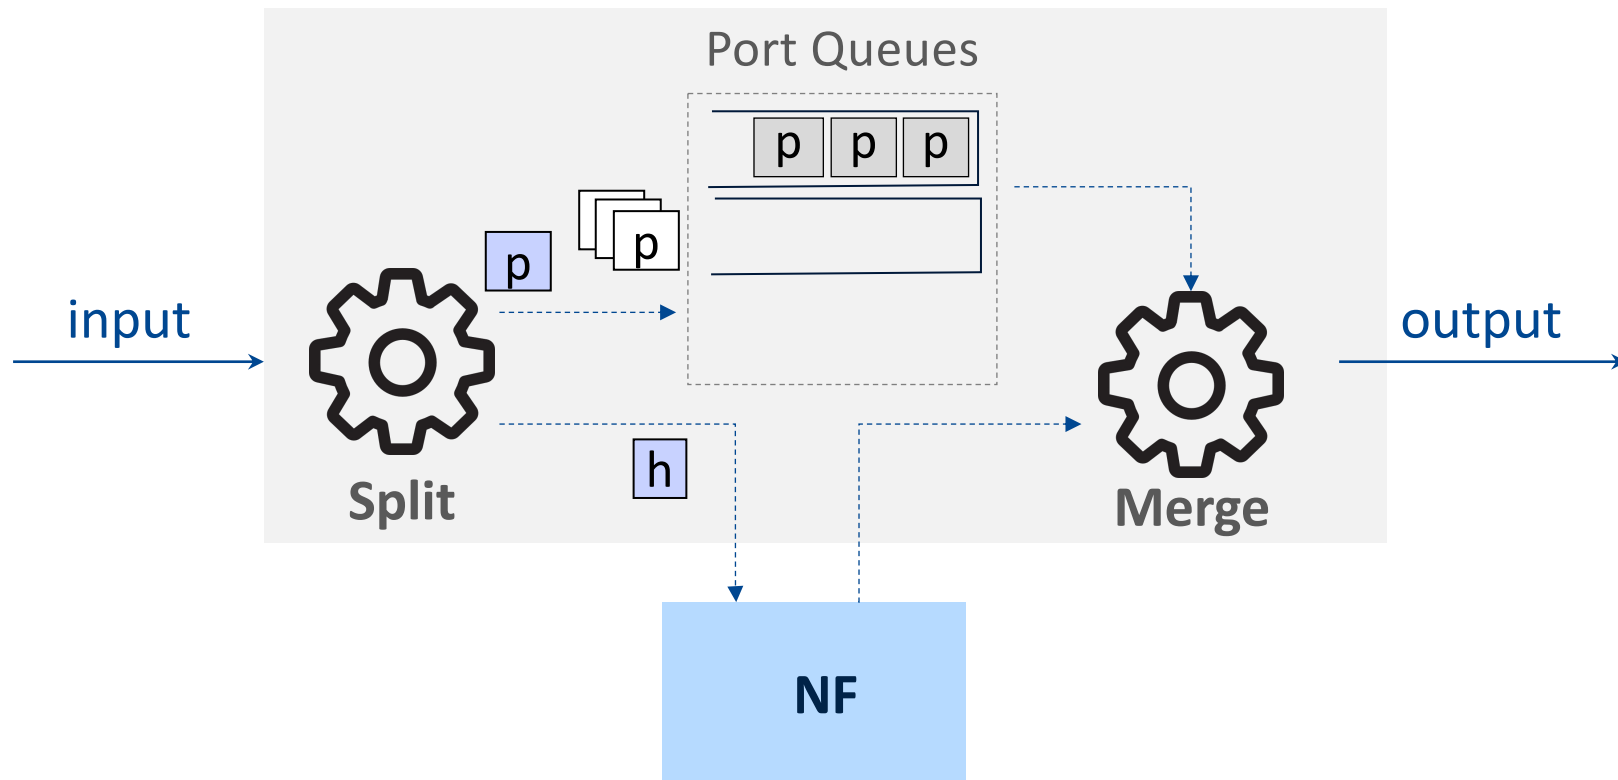 Port Queues
p p p
p
p
input
output
h
Split
Merge
NF